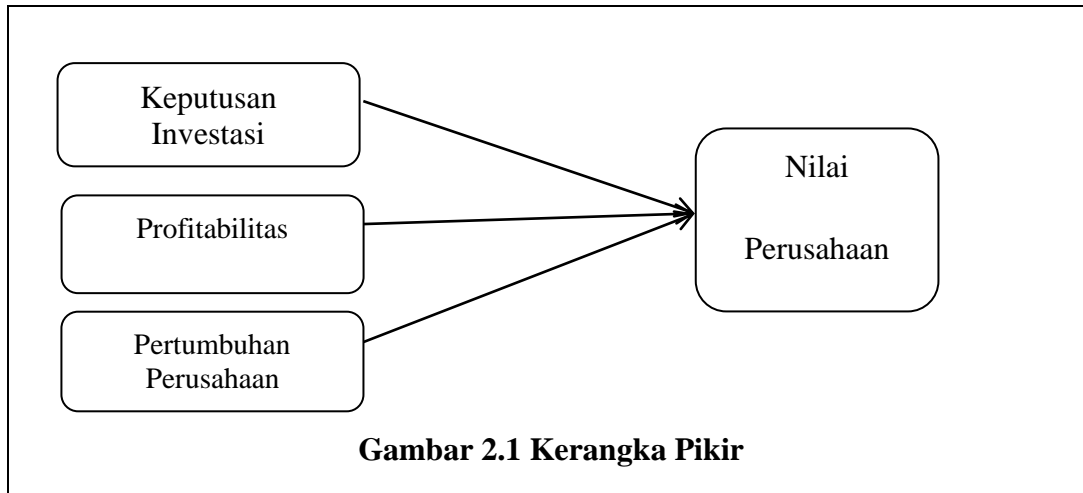 Keputusan
Investasi
Profitabilitas
Pertumbuhan
Perusahaan
Nilai
Perusahaan
Gambar 2.1 Kerangka Pikir